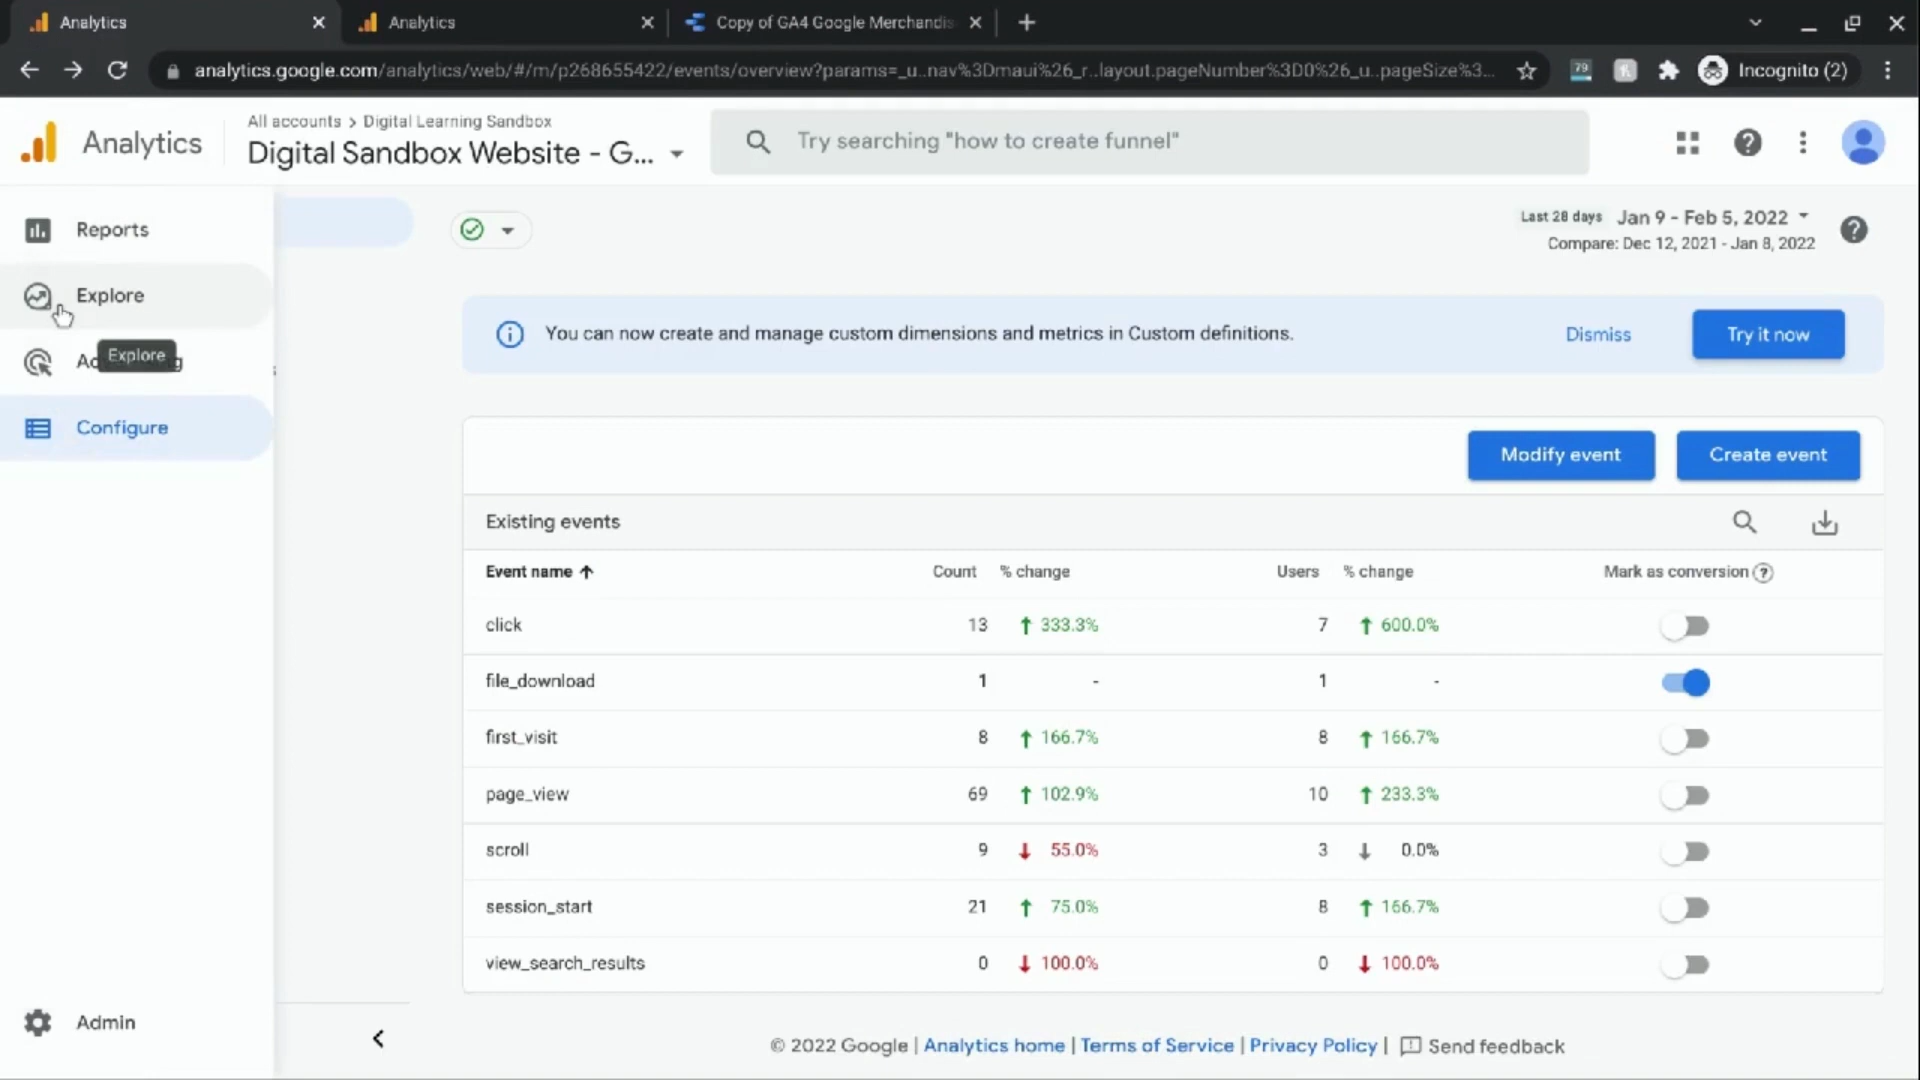 Analytics
Analytics
Copy of GA4 Google Merchandis
analytics.google.com/analytics/web/#/m/p268655422/events/overview?params=_u..nav%3Dmaui%26_r..layout.pageNumber%3D0%26_u..pageSize%3...
79
Incognito (2)
Analytics
All accounts > Digital Learning Sandbox
Digital Sandbox Website - G...
Try searching "how to create funnel"
Reports
Explore
Explore
Configure
Admin
Last 28 days Jan 9 - Feb 5, 2022
Compare: Dec 12, 2021 - Jan 8, 2022
You can now create and manage custom dimensions and metrics in Custom definitions.
Dismiss
Try it now
Modify event
Create event
Existing events
Event name Count % change Users % change Mark as conversion
click 13 333.3% 7 600.0%
file_download 1 - 1 -
first_visit 8 166.7% 8 166.7%
page_view 69 102.9% 10 233.3%
scroll 9 55.0% 3 0.0%
session_start 21 75.0% 8 166.7%
view_search_results 0 100.0% 0 100.0%
© 2022 Google | Analytics home | Terms of Service | Privacy Policy | Send feedback